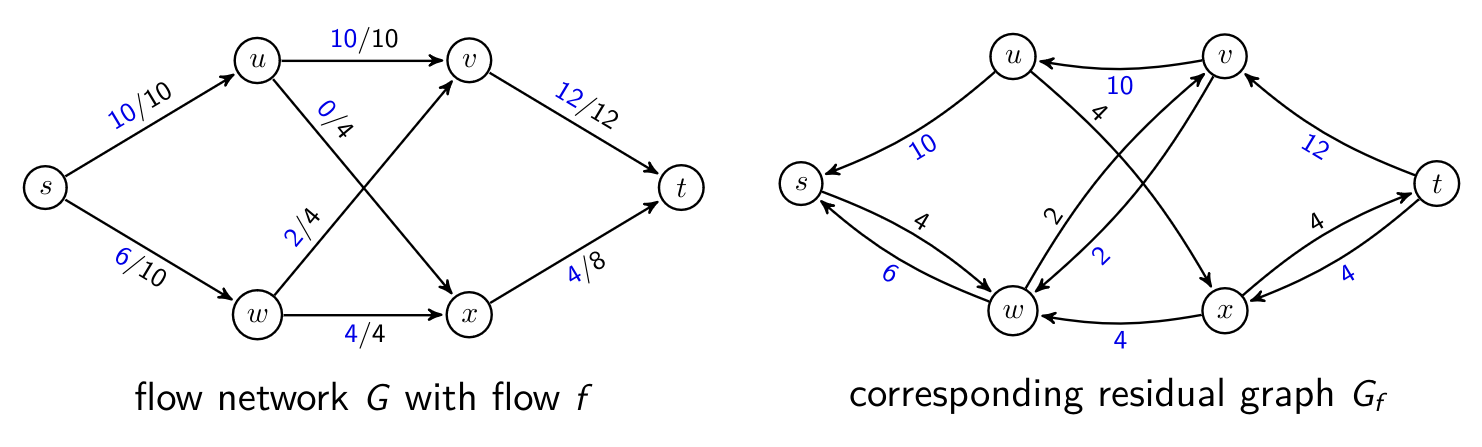 10/10
u
v
10/10
0/4
12/12
s
t
2/4
6/10
4/8
w
x
4/4
flow network G with flow f
u
v
10
4
10
12
s
t
4
2
4
6
2
4
w
x
4
corresponding residual graph Gf